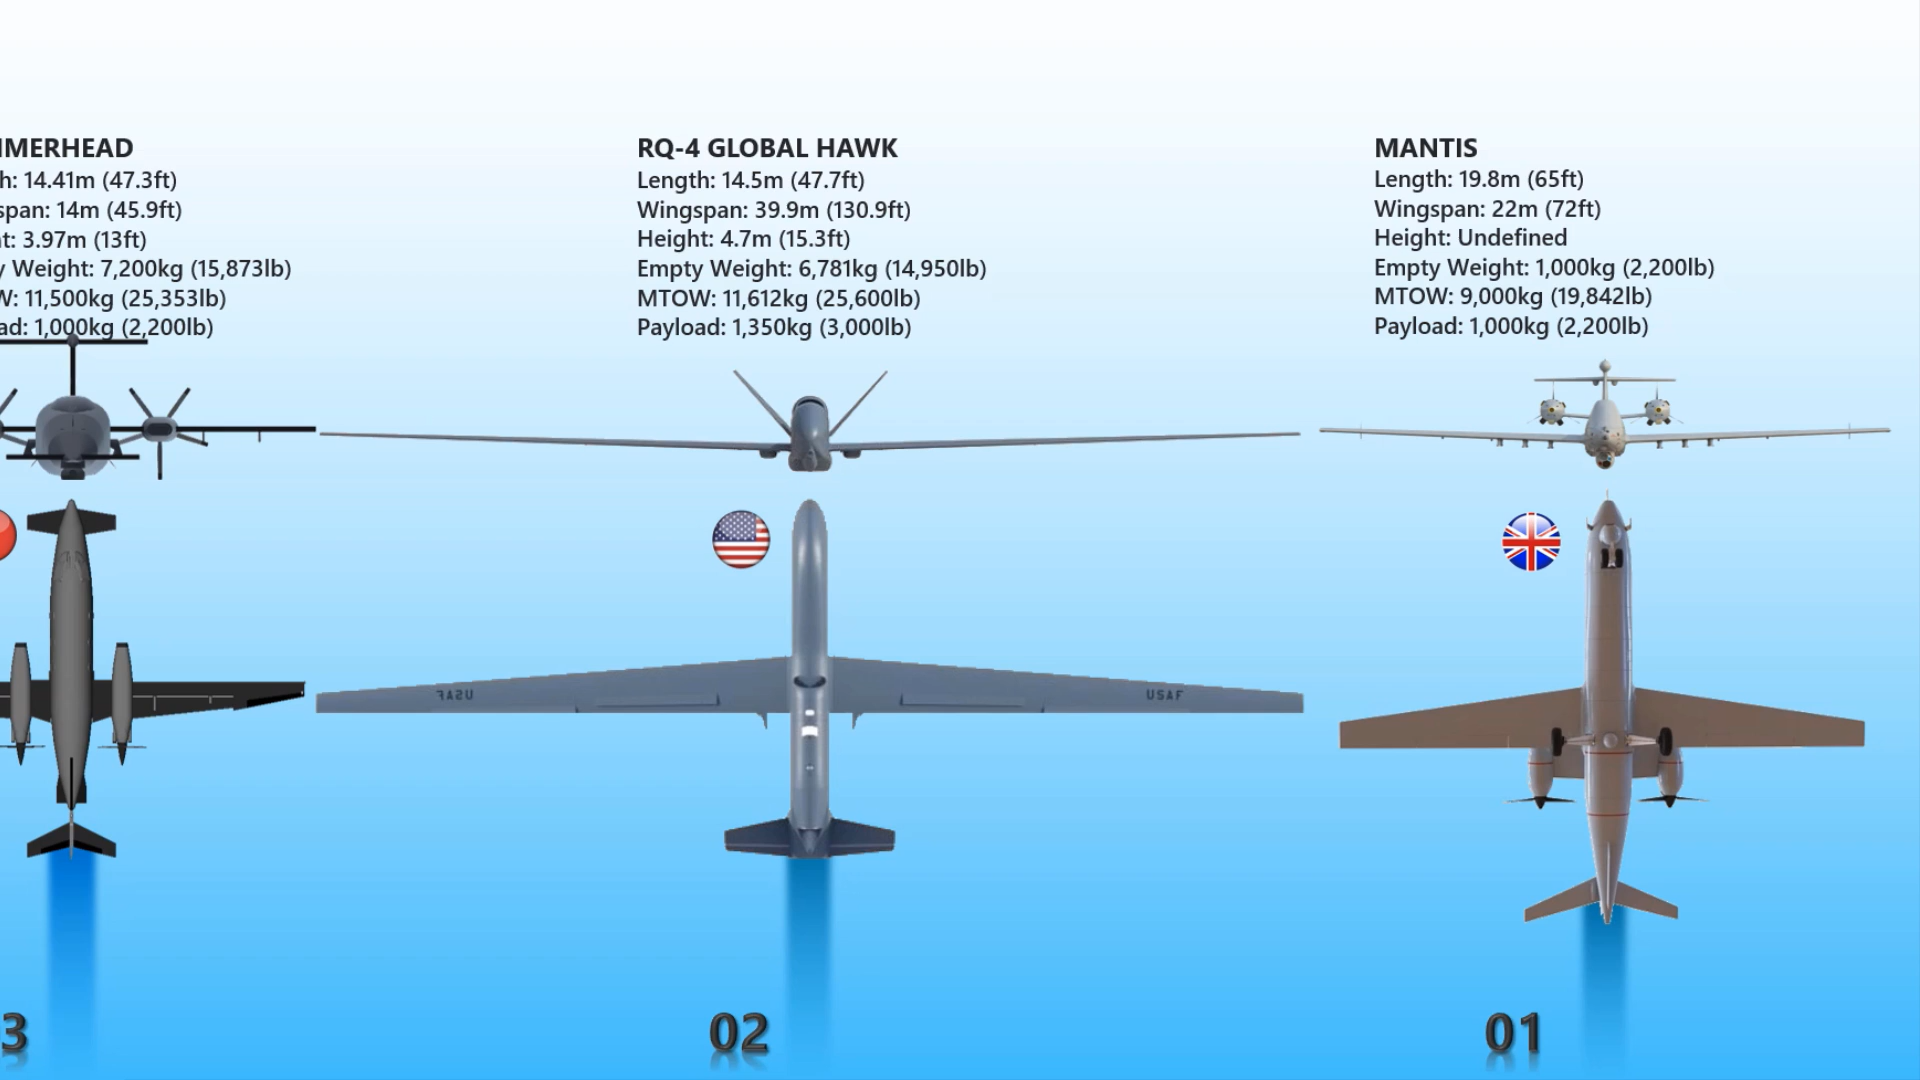 MERHEAD
h: 14.41m (47.3ft)
span: 14m (45.9ft)
t: 3.97m (13ft)
y Weight: 7,200kg (15,873lb)
W: 11,500kg (25,353lb)
ad: 1,000kg (2,200lb)
3
RQ-4 GLOBAL HAWK
Length: 14.5m (47.7ft)
Wingspan: 39.9m (130.9ft)
Height: 4.7m (15.3ft)
Empty Weight: 6,781kg (14,950lb)
MTOW: 11,612kg (25,600lb)
Payload: 1,350kg (3,000lb)
USAF
USAF
02
MANTIS
Length: 19.8m (65ft)
Wingspan: 22m (72ft)
Height: Undefined
Empty Weight: 1,000kg (2,200lb)
MTOW: 9,000kg (19,842lb)
Payload: 1,000kg (2,200lb)
01